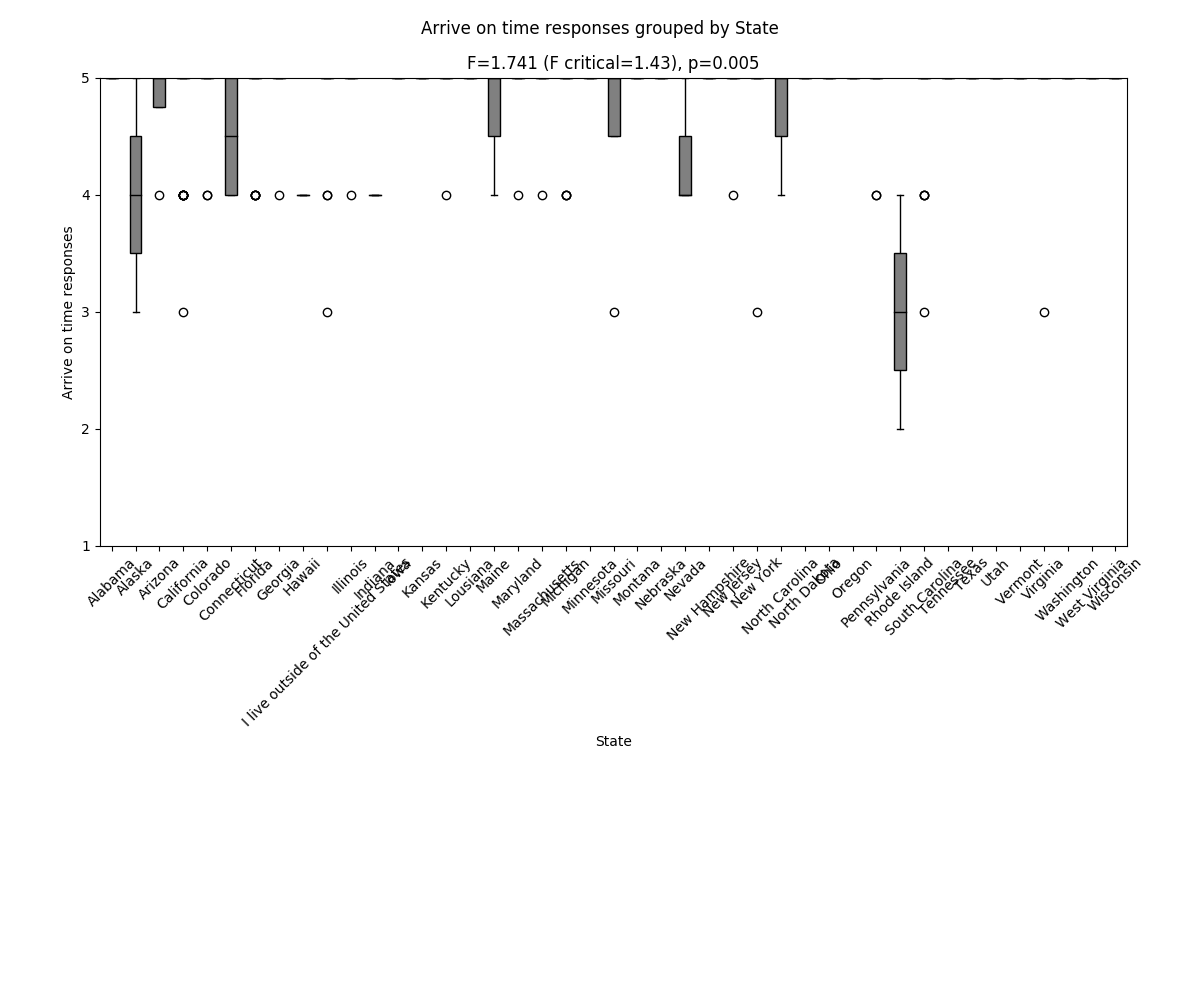 Arrive on time responses grouped by State
F=1.741 (F critical=1.43), p=0.005
Arrive on time responses
5
4
3
2
1
Alabama
Alaska
Arizona
California
Colorado
Connecticut
Florida
Georgia
Hawaii
I live outside of the United States
Illinois
Indiana
Iowa
Kansas
Kentucky
Lousiana
Maine
Maryland
Massachusetts
Michigan
Minnesota
Missouri
Montana
Nebraska
Nevada
New Hampshire
New Jersey
New York
North Carolina
North Dakota
Ohio
Oregon
Pennsylvania
Rhode Island
South Carolina
Tennessee
Texas
Utah
Vermont
Virginia
Washington
West Virginia
Wisconsin
State